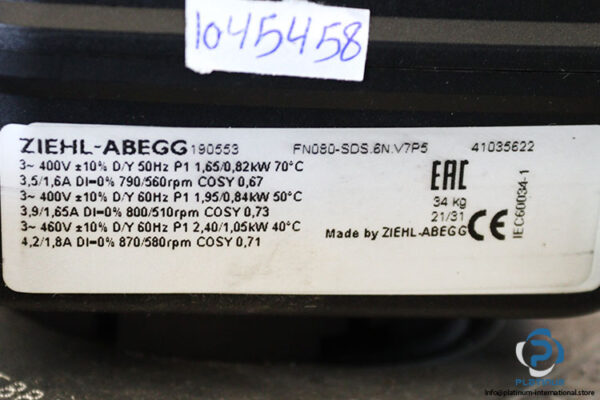 1045458
ZIEHL-ABEGG 190553 FN080-SDS.6N.V7P5 41035622
3~ 400V ±10% D/Y 50Hz P1 1,65/0,82kW 70°C
3,5/1,6A DI=0% 790/560rpm COSY 0,67
3~ 400V ±10% D/Y 60Hz P1 1,95/0,84kW 50°C
3,9/1,65A DI=0% 800/510rpm COSY 0,73
3~ 460V ±10% D/Y 60Hz P1 2,40/1,05kW 40°C
4,2/1,8A DI=0% 870/580rpm COSY 0,71
EAC
34 kg
21/31
Made by ZIEHL-ABEGG CE
IEC60034-1
PLATINUM
info@platinum-international.store